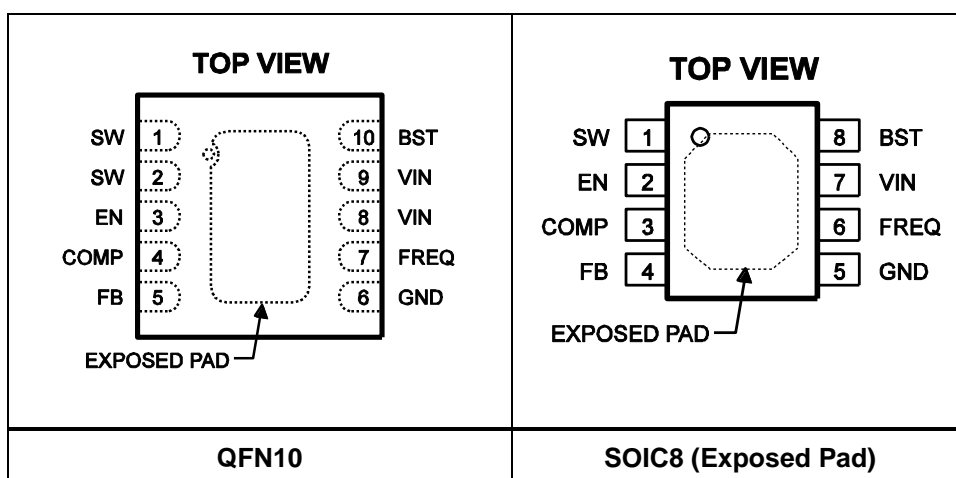 TOP VIEW
SW 1 10 BST
SW 2 9 VIN
EN 3 8 VIN
COMP 4 7 FREQ
FB 5 6 GND
EXPOSED PAD
QFN10
TOP VIEW
SW 1 8 BST
EN 2 7 VIN
COMP 3 6 FREQ
FB 4 5 GND
EXPOSED PAD
SOIC8 (Exposed Pad)